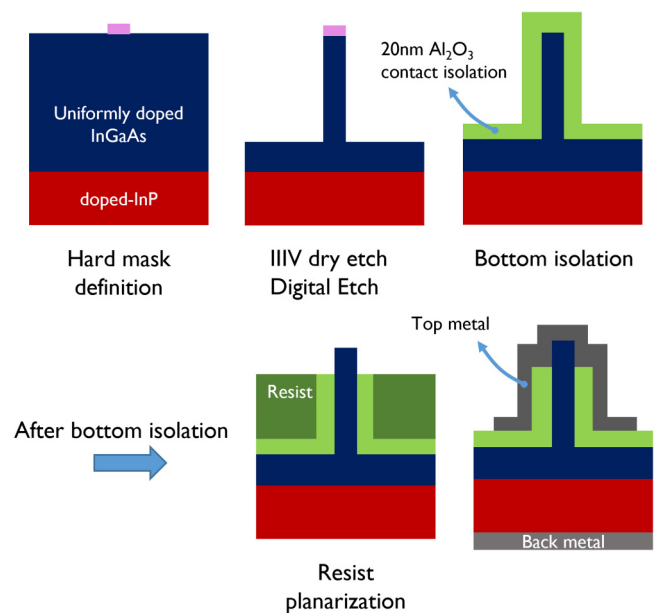 20nm Al₂O₃
contact isolation
Uniformly doped
InGaAs
doped-InP
Hard mask
definition
IIIV dry etch
Digital Etch
Bottom isolation
Top metal
Resist
After bottom isolation
Back metal
Resist
planarization